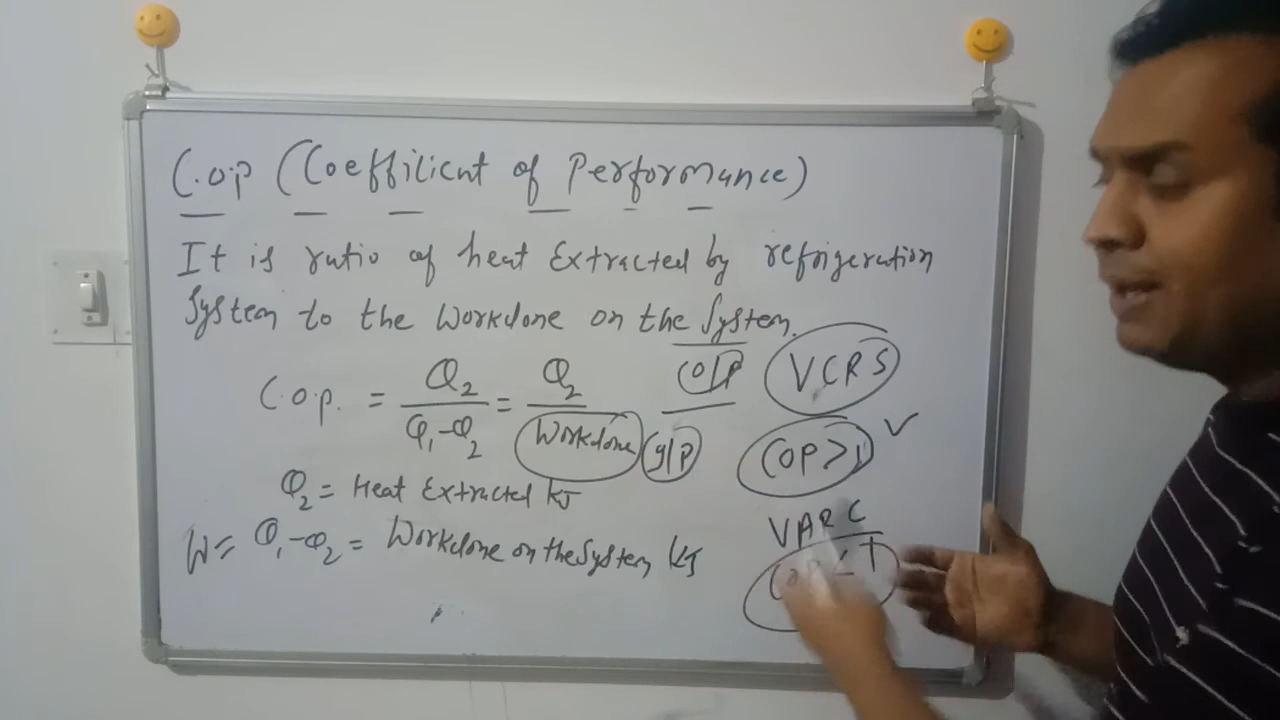 C.O.P (Coefficient of Performance)
It is ratio of heat Extracted by refrigeration
System to the Workdone on the System.
C.O.P. = Q2 / Q1-Q2 = Q2 / Workdone
O/P
I/P
VCRS
COP>1 ✓
Q2 = Heat Extracted KJ
W = Q1-Q2 = Workdone on the System KJ
VARC
COP < 1